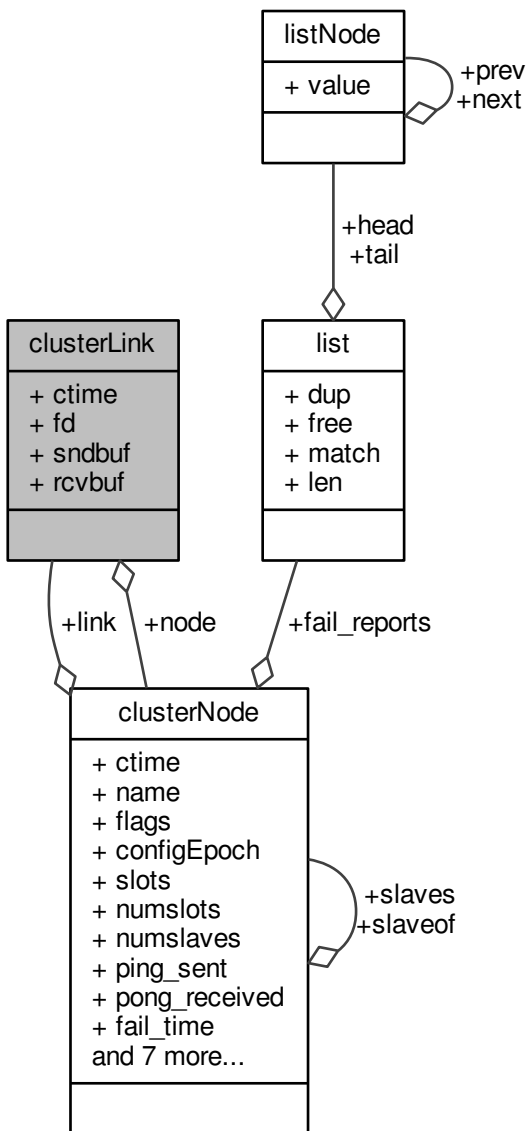 listNode
+ value
+prev
+next
+head
+tail
clusterLink
+ ctime
+ fd
+ sndbuf
+ rcvbuf
list
+ dup
+ free
+ match
+ len
+link
+node
+fail_reports
clusterNode
+ ctime
+ name
+ flags
+ configEpoch
+ slots
+ numslots
+ numslaves
+ ping_sent
+ pong_received
+ fail_time
and 7 more...
+slaves
+slaveof